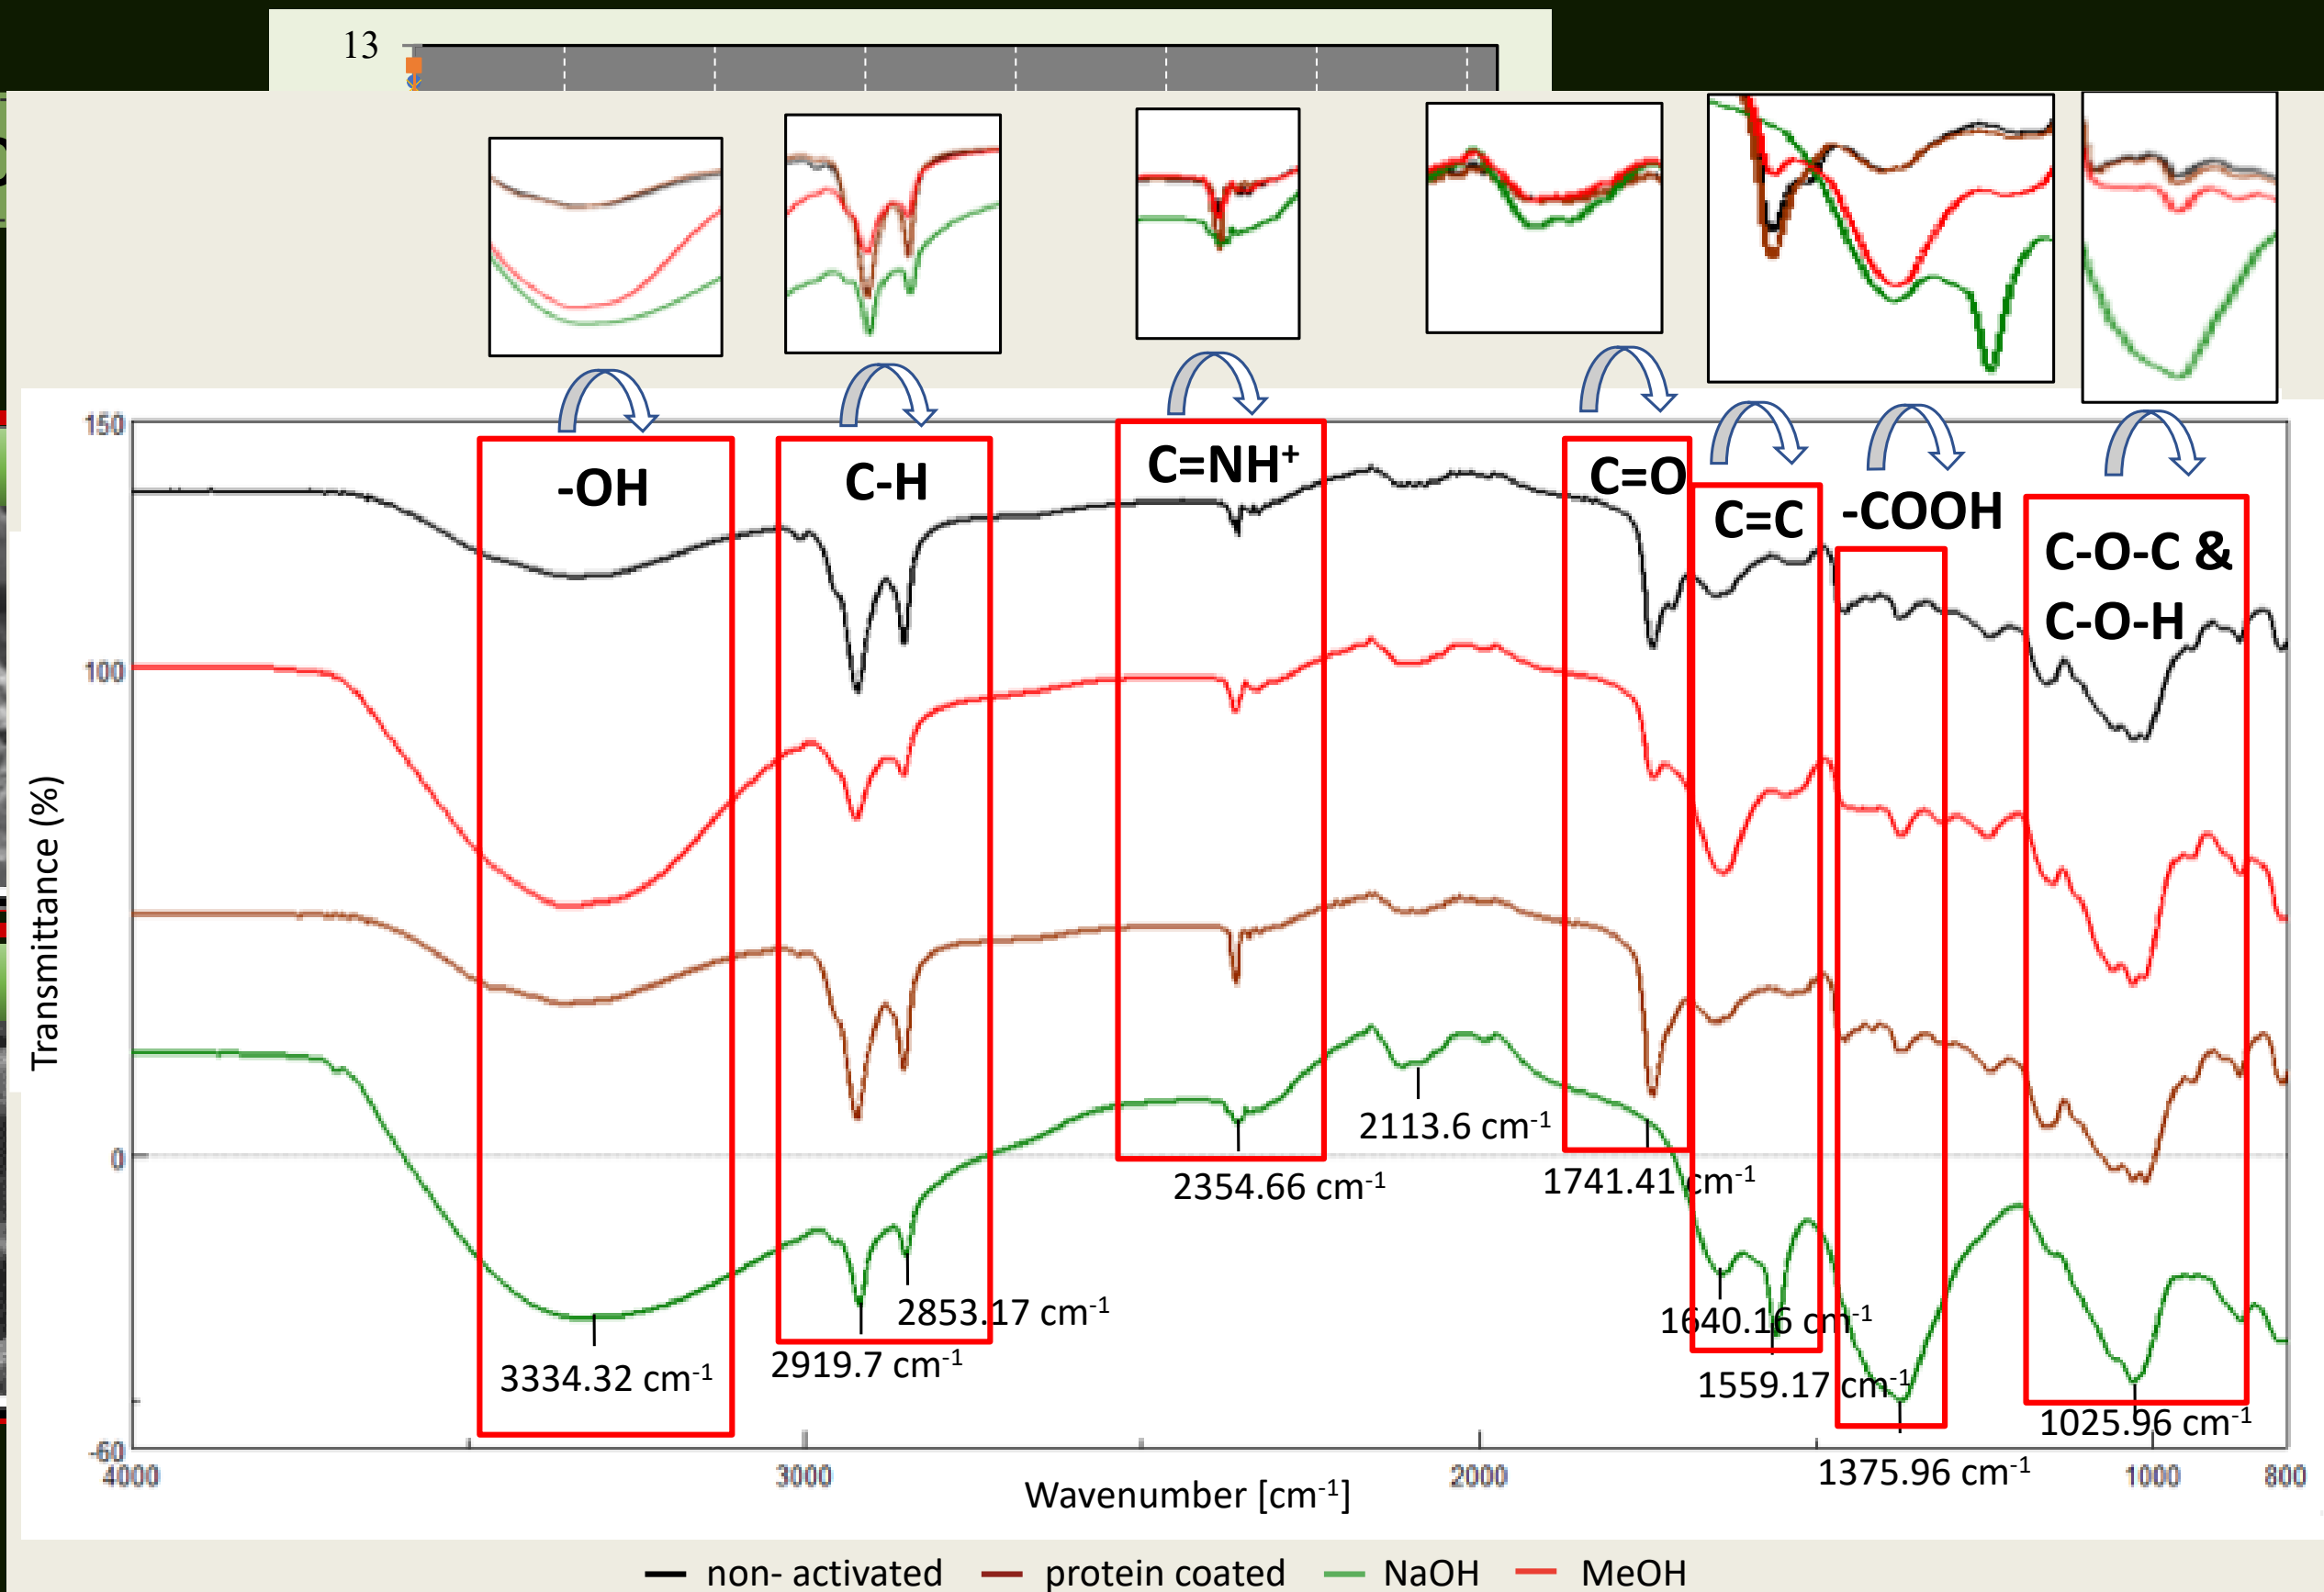 13
-OH
C-H
C=NH⁺
C=O
C=C
-COOH
C-O-C &
C-O-H
150
100
0
-60
Transmittance (%)
2113.6 cm⁻¹
2354.66 cm⁻¹
1741.41 cm⁻¹
2853.17 cm⁻¹
1640.16 cm⁻¹
2919.7 cm⁻¹
3334.32 cm⁻¹
1559.17 cm⁻¹
1025.96 cm⁻¹
1375.96 cm⁻¹
4000
3000
2000
1000
800
Wavenumber [cm⁻¹]
non- activated
protein coated
NaOH
MeOH